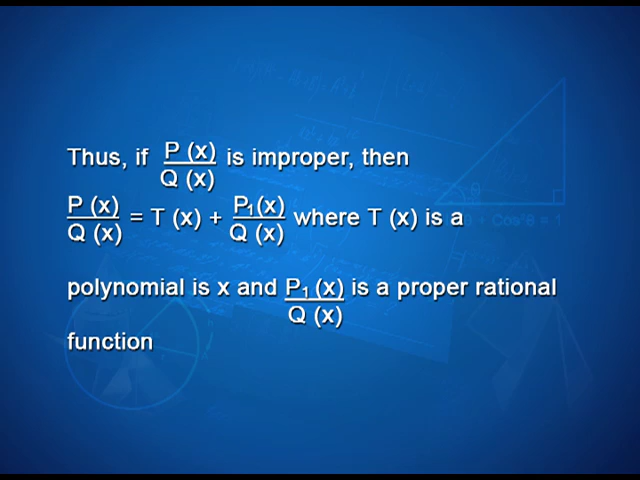 Thus, if P (x) / Q (x) is improper, then
P (x) / Q (x) = T (x) + P₁(x) / Q (x) where T (x) is a
polynomial is x and P₁ (x) / Q (x) is a proper rational
function